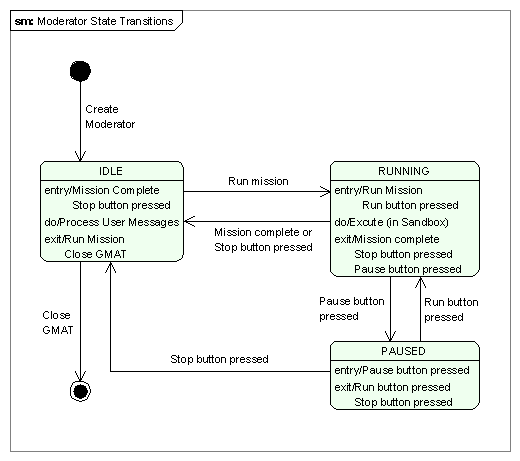 sm: Moderator State Transitions
Create
Moderator
IDLE
entry/Mission Complete
Stop button pressed
do/Process User Messages
exit/Run Mission
Close GMAT
Run mission
Mission complete or
Stop button pressed
RUNNING
entry/Run Mission
Run button pressed
do/Excute (in Sandbox)
exit/Mission complete
Stop button pressed
Pause button pressed
Close
GMAT
Pause button
pressed
Run button
pressed
Stop button pressed
PAUSED
entry/Pause button pressed
exit/Run button pressed
Stop button pressed